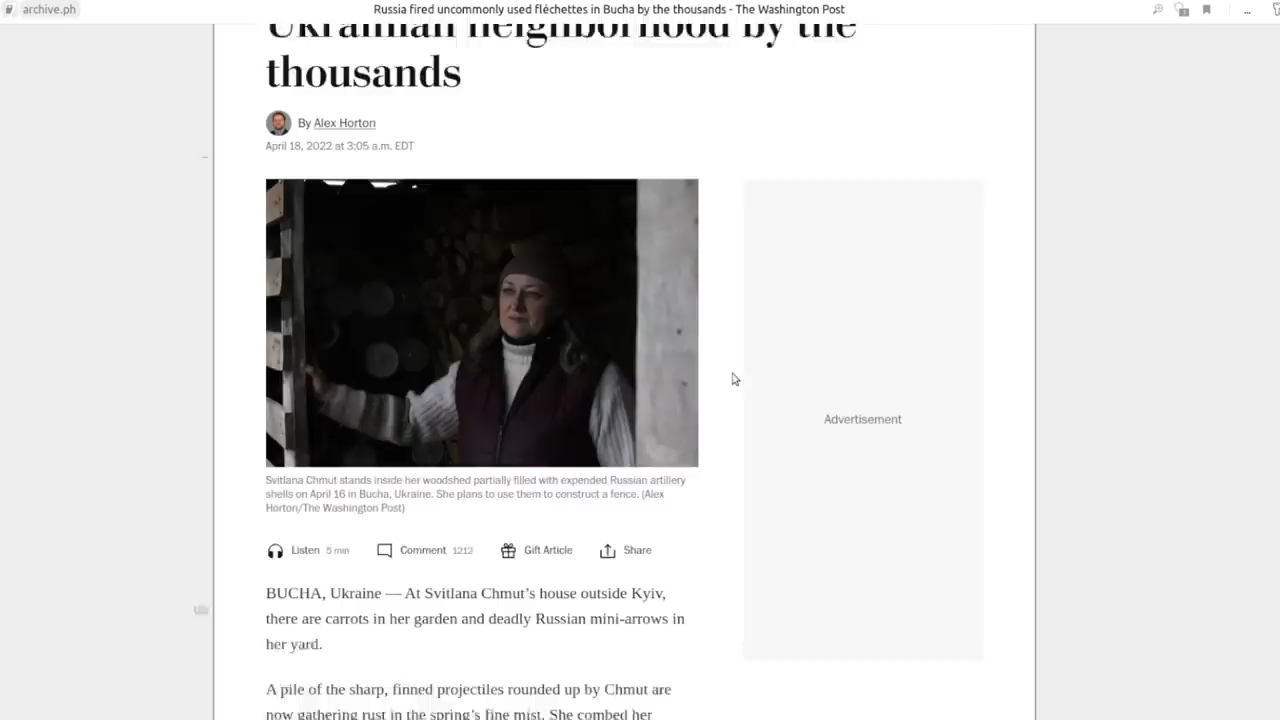 archive.ph
Russia fired uncommonly used fléchettes in Bucha by the thousands - The Washington Post
Ukrainian neighborhood by the
thousands
By Alex Horton
April 18, 2022 at 3:05 a.m. EDT
Advertisement
Svitlana Chmut stands inside her woodshed partially filled with expended Russian artillery
shells on April 16 in Bucha, Ukraine. She plans to use them to construct a fence. (Alex
Horton/The Washington Post)
Listen 5 min Comment 1212 Gift Article Share
BUCHA, Ukraine — At Svitlana Chmut’s house outside Kyiv,
there are carrots in her garden and deadly Russian mini-arrows in
her yard.
A pile of the sharp, finned projectiles rounded up by Chmut are
now gathering rust in the spring’s fine mist. She combed her